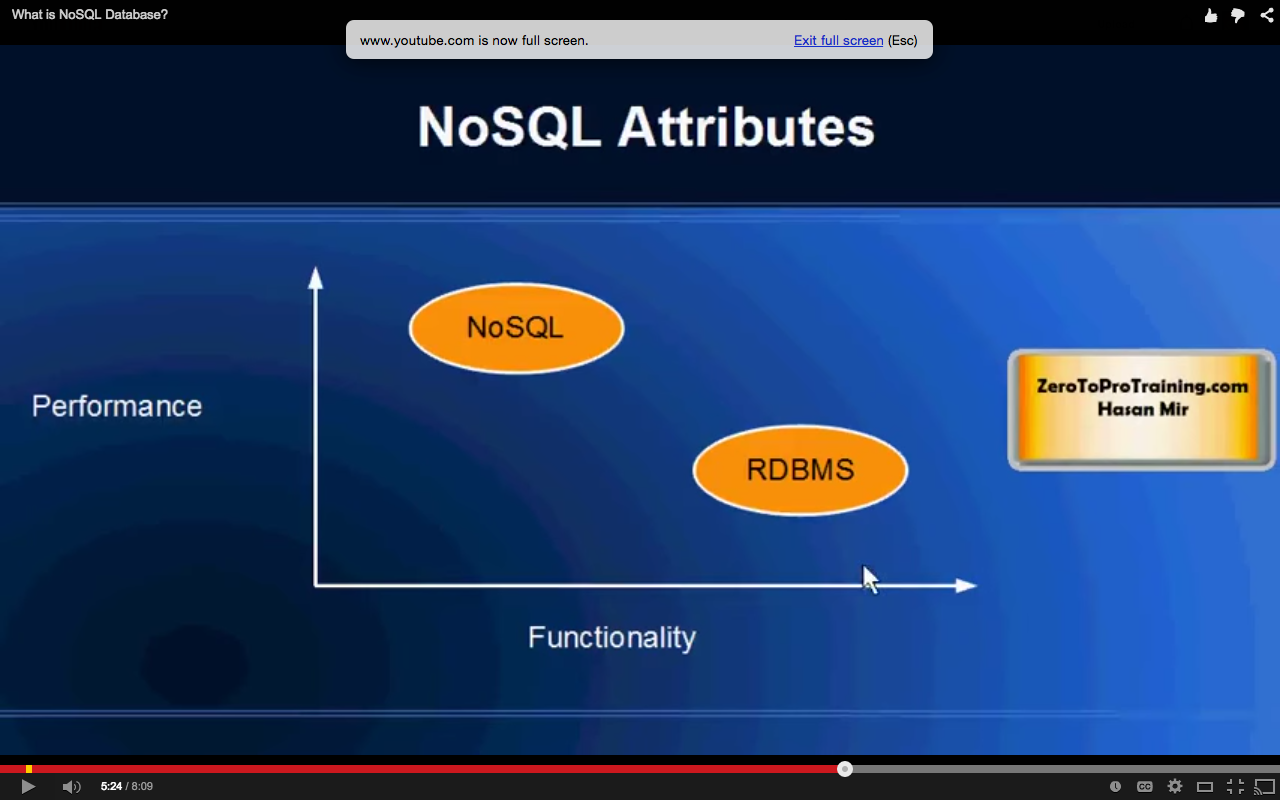 What is NoSQL Database?
www.youtube.com is now full screen. Exit full screen (Esc)
NoSQL Attributes
NoSQL
Performance
ZeroToProTraining.com
Hasan Mir
RDBMS
Functionality
5:24 / 8:09
CC